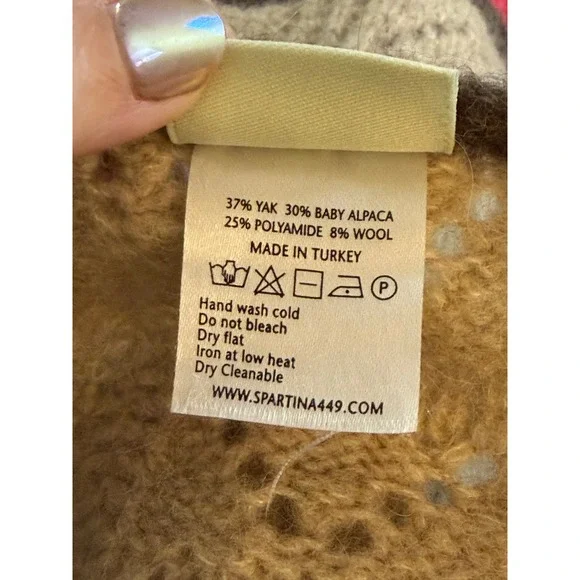 37% YAK 30% BABY ALPACA
25% POLYAMIDE 8% WOOL
MADE IN TURKEY
P
Hand wash cold
Do not bleach
Dry flat
Iron at low heat
Dry Cleanable
WWW.SPARTINA449.COM